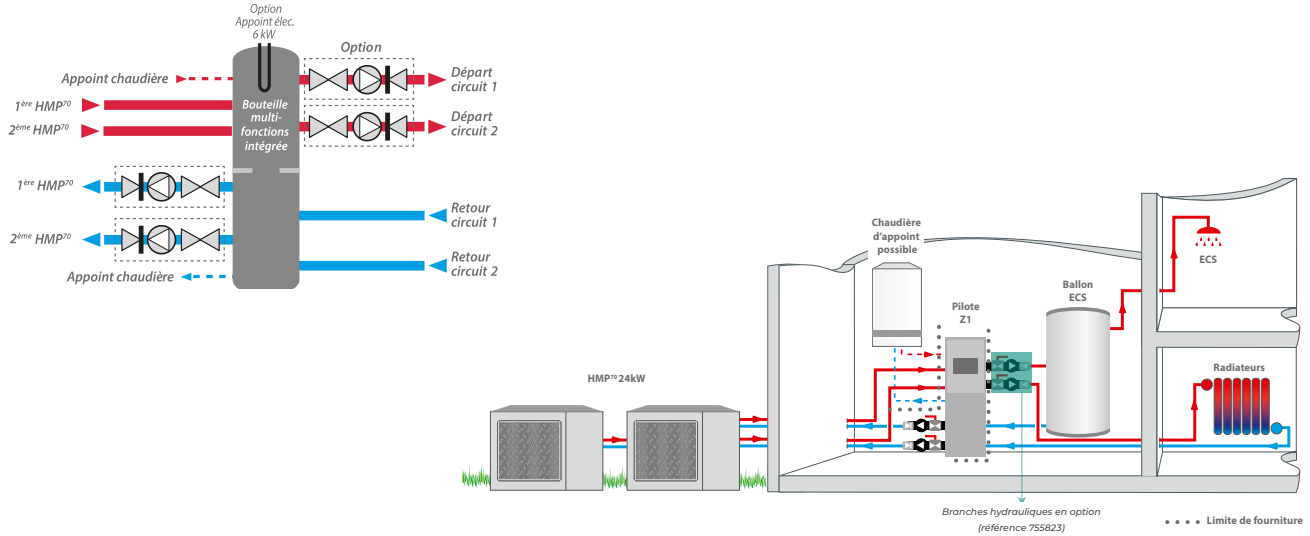 Option
Appoint élec.
6 kW
Option
Appoint chaudière
Départ
circuit 1
1ère HMP70
2ème HMP70
Bouteille
multi-
fonctions
intégrée
Départ
circuit 2
1ère HMP70
2ème HMP70
Retour
circuit 1
Retour
circuit 2
Appoint chaudière
Chaudière
d'appoint
possible
ECS
Ballon
ECS
Pilote
Z1
HMP70 24kW
Radiateurs
Branches hydrauliques en option
(référence 755823)
Limite de fourniture